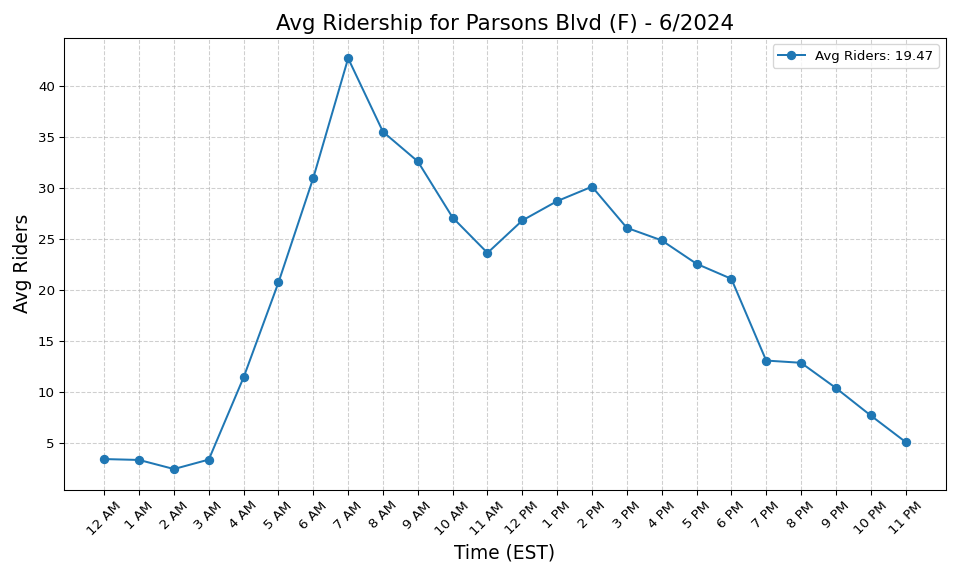 Avg Ridership for Parsons Blvd (F) - 6/2024
Avg Riders: 19.47
Avg Riders
40
35
30
25
20
15
10
5
12 AM
1 AM
2 AM
3 AM
4 AM
5 AM
6 AM
7 AM
8 AM
9 AM
10 AM
11 AM
12 PM
1 PM
2 PM
3 PM
4 PM
5 PM
6 PM
7 PM
8 PM
9 PM
10 PM
11 PM
Time (EST)